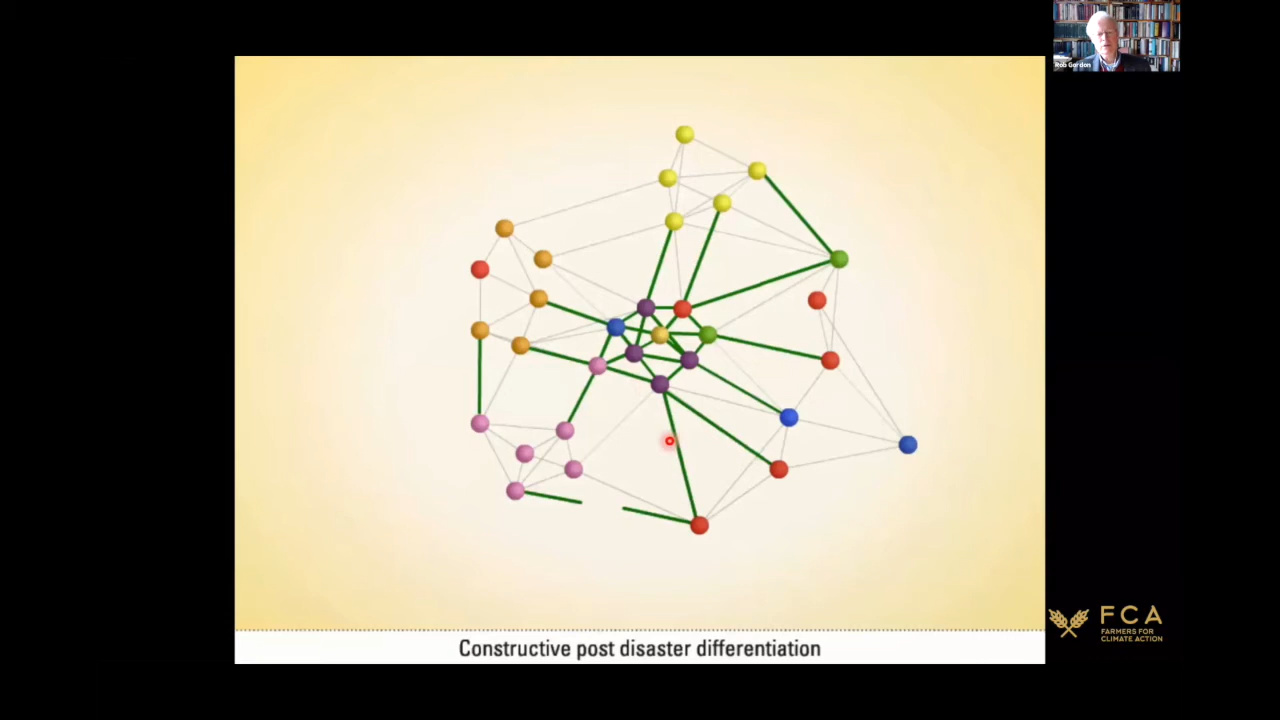 Rob Gordon
FCA
FARMERS FOR
CLIMATE ACTION
Constructive post disaster differentiation